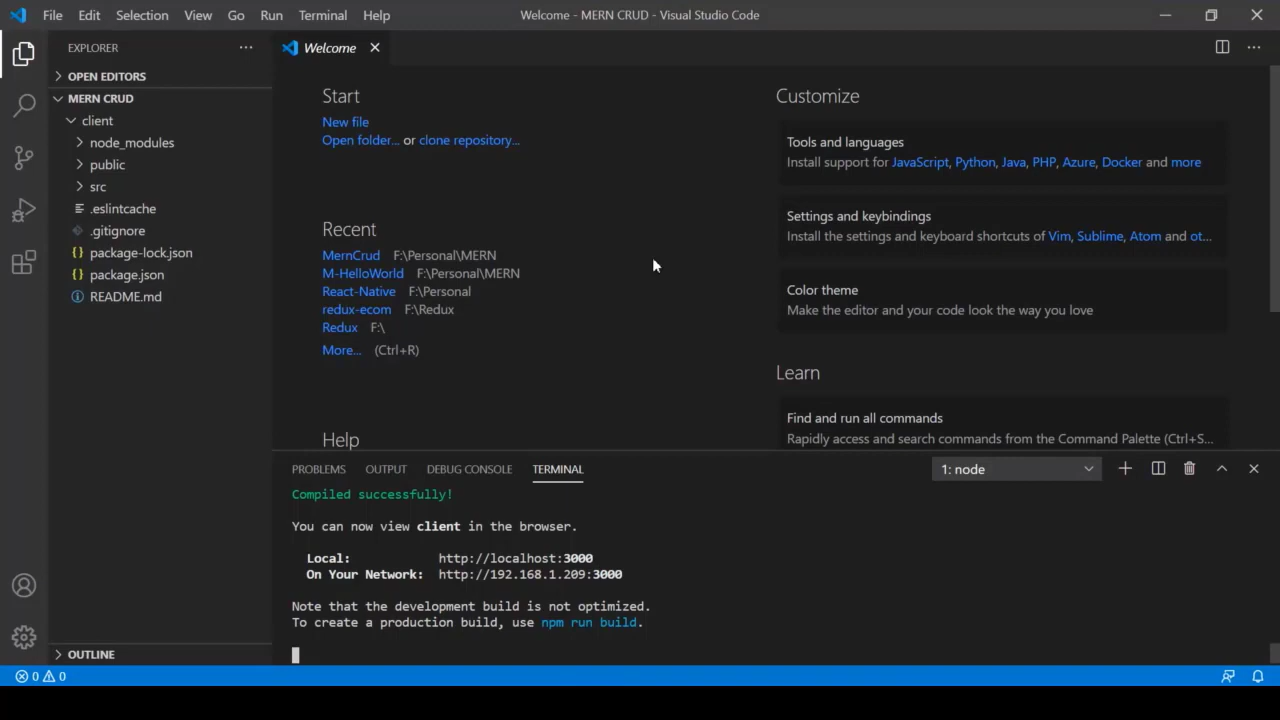 File Edit Selection View Go Run Terminal Help
Welcome - MERN CRUD - Visual Studio Code
EXPLORER
OPEN EDITORS
MERN CRUD
client
node_modules
public
src
.eslintcache
.gitignore
package-lock.json
package.json
README.md
OUTLINE
Welcome
Start
New file
Open folder... or clone repository...
Recent
MernCrud F:\Personal\MERN
M-HelloWorld F:\Personal\MERN
React-Native F:\Personal
redux-ecom F:\Redux
Redux F:\
More... (Ctrl+R)
Help
Customize
Tools and languages
Install support for JavaScript, Python, Java, PHP, Azure, Docker and more
Settings and keybindings
Install the settings and keyboard shortcuts of Vim, Sublime, Atom and ot...
Color theme
Make the editor and your code look the way you love
Learn
Find and run all commands
Rapidly access and search commands from the Command Palette (Ctrl+S...
PROBLEMS OUTPUT DEBUG CONSOLE TERMINAL
1: node
Compiled successfully!
You can now view client in the browser.
Local: http://localhost:3000
On Your Network: http://192.168.1.209:3000
Note that the development build is not optimized.
To create a production build, use npm run build.
0 0